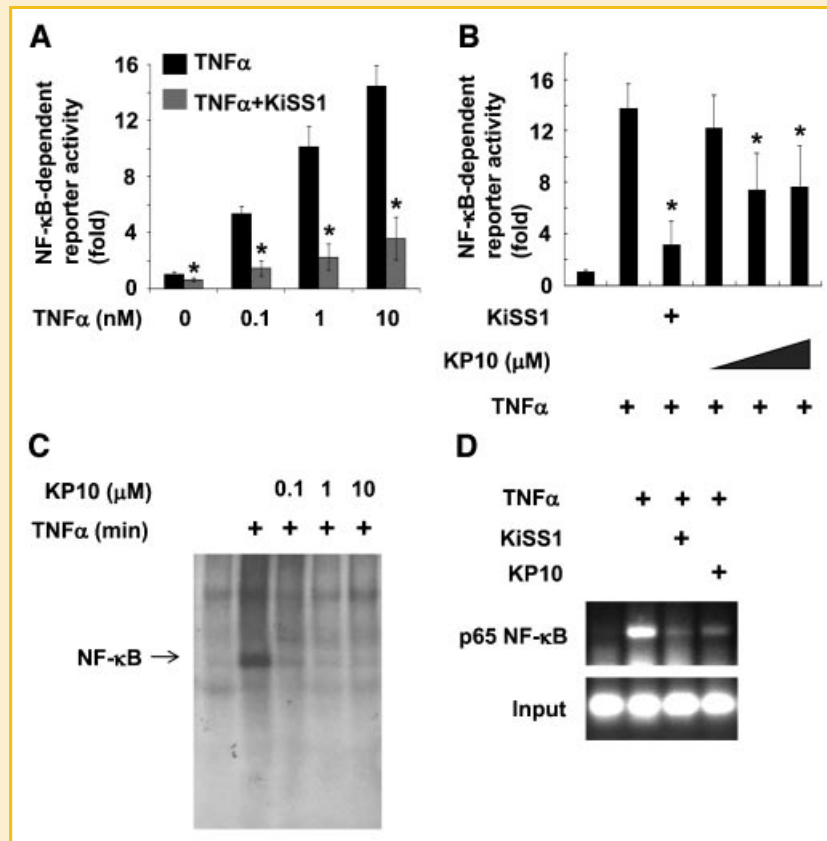 A
NF-κB-dependent
reporter activity
(fold)
16
12
8
4
0
TNFα
TNFα+KiSS1
*
*
*
*
TNFα (nM) 0 0.1 1 10
B
NF-κB-dependent
reporter activity
(fold)
16
12
8
4
0
*
*
*
KiSS1 +
KP10 (μM)
TNFα + + + + +
C
KP10 (μM) 0.1 1 10
TNFα (min) + + + +
NF-κB →
D
TNFα + + +
KiSS1 +
KP10 +
p65 NF-κB
Input